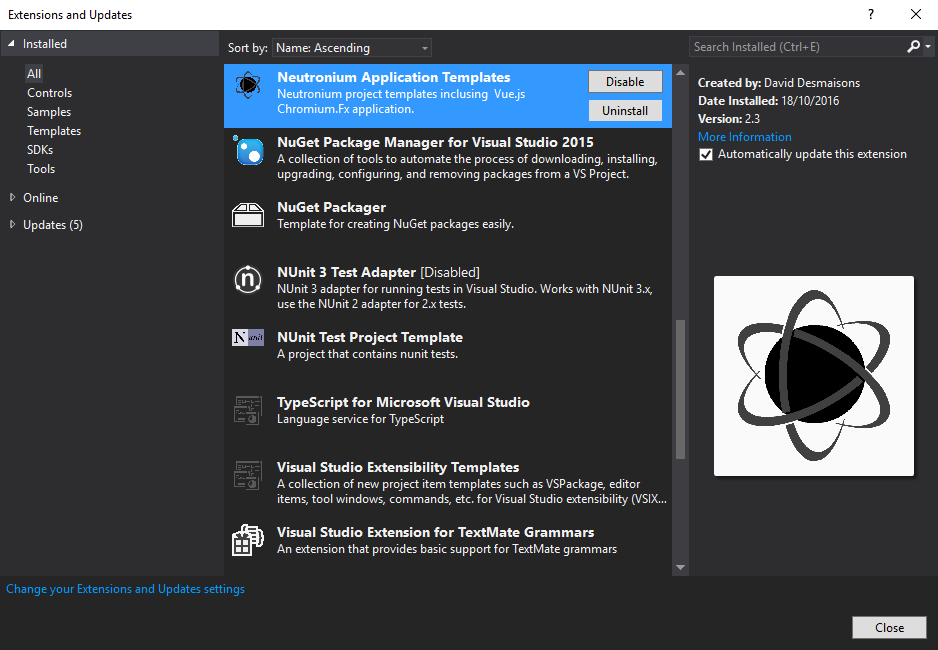 Extensions and Updates
?
Installed
All
Controls
Samples
Templates
SDKs
Tools
Online
Updates (5)
Sort by: Name: Ascending
Neutronium Application Templates
Neutronium project templates inclusing Vue.js
Chromium.Fx application.
Disable
Uninstall
NuGet Package Manager for Visual Studio 2015
A collection of tools to automate the process of downloading, installing,
upgrading, configuring, and removing packages from a VS Project.
NuGet Packager
Template for creating NuGet packages easily.
n
NUnit 3 Test Adapter [Disabled]
NUnit 3 adapter for running tests in Visual Studio. Works with NUnit 3.x,
use the NUnit 2 adapter for 2.x tests.
N unit
NUnit Test Project Template
A project that contains nunit tests.
TypeScript for Microsoft Visual Studio
Language service for TypeScript
Visual Studio Extensibility Templates
A collection of new project item templates such as VSPackage, editor
items, tool windows, commands, etc. for Visual Studio extensibility (VSIX...
Visual Studio Extension for TextMate Grammars
An extension that provides basic support for TextMate grammars
Search Installed (Ctrl+E)
Created by: David Desmaisons
Date Installed: 18/10/2016
Version: 2.3
More Information
Automatically update this extension
Change your Extensions and Updates settings
Close